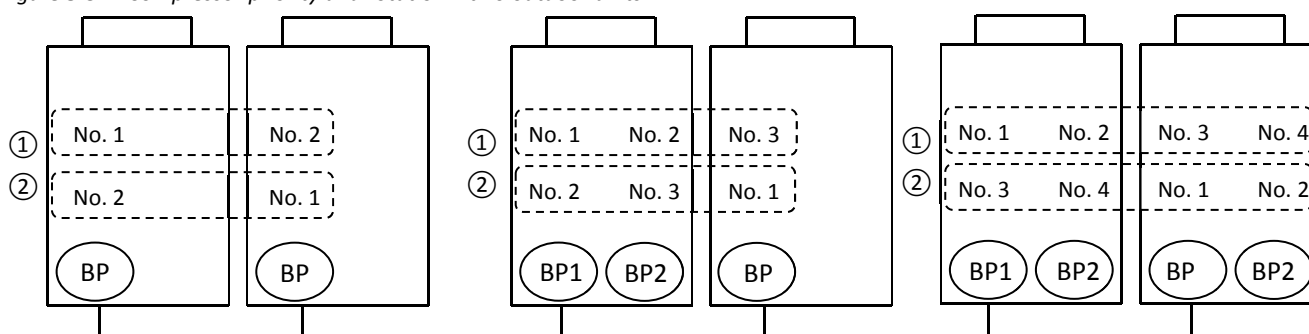 ① No. 1 No. 2 ① No. 1 No. 2 No. 3 ① No. 1 No. 2 No. 3 No. 4
② No. 2 No. 1 ② No. 2 No. 3 No. 1 ② No. 3 No. 4 No. 1 No. 2
BP BP BP1 BP2 BP BP1 BP2 BP BP2